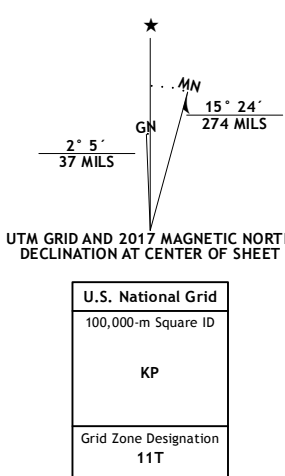 ★
MN
GN
15° 24´
274 MILS
2° 5´
37 MILS
UTM GRID AND 2017 MAGNETIC NORT
DECLINATION AT CENTER OF SHEET
U.S. National Grid
100,000-m Square ID
KP
Grid Zone Designation
11T